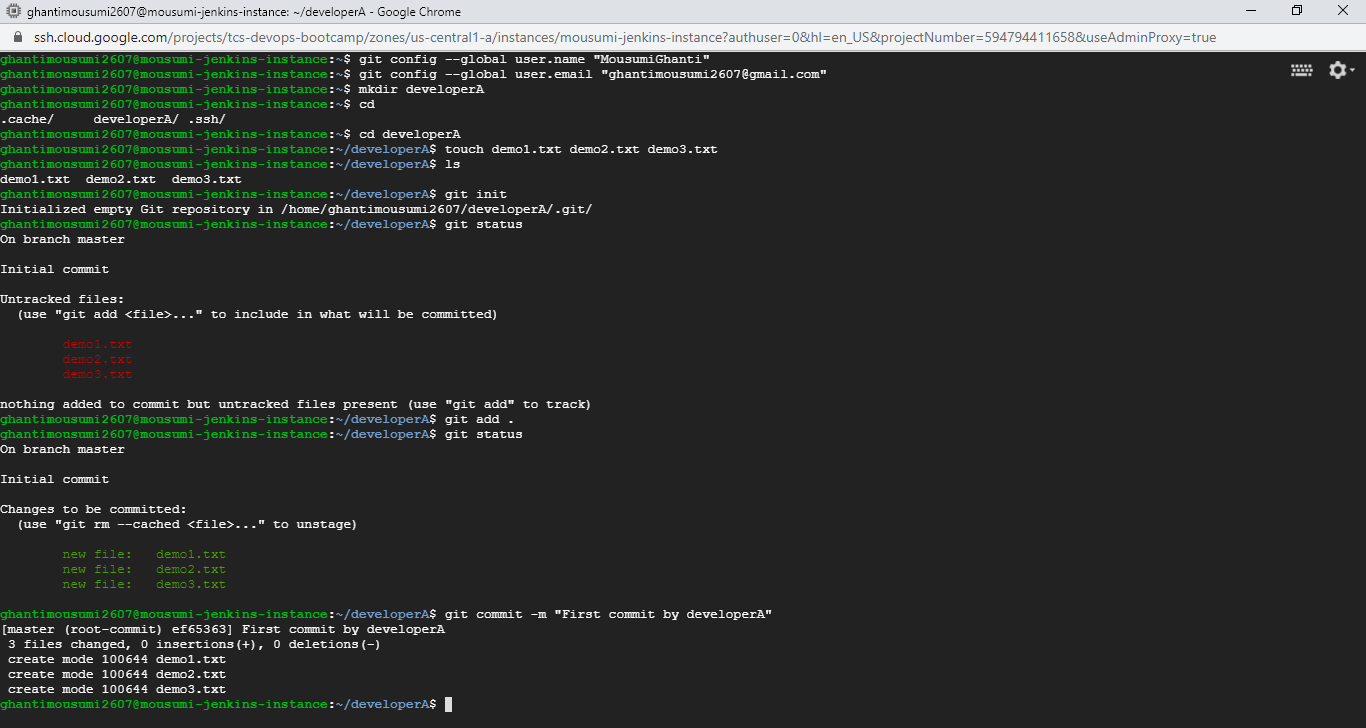 ghantimousumi2607@mousumi-jenkins-instance: ~/developerA - Google Chrome
ssh.cloud.google.com/projects/tcs-devops-bootcamp/zones/us-central1-a/instances/mousumi-jenkins-instance?authuser=0&hl=en_US&projectNumber=594794411658&useAdminProxy=true
ghantimousumi2607@mousumi-jenkins-instance:~$ git config --global user.name "MousumiGhanti"
ghantimousumi2607@mousumi-jenkins-instance:~$ git config --global user.email "ghantimousumi2607@gmail.com"
ghantimousumi2607@mousumi-jenkins-instance:~$ mkdir developerA
ghantimousumi2607@mousumi-jenkins-instance:~$ cd
.cache/     developerA/ .ssh/
ghantimousumi2607@mousumi-jenkins-instance:~$ cd developerA
ghantimousumi2607@mousumi-jenkins-instance:~/developerA$ touch demo1.txt demo2.txt demo3.txt
ghantimousumi2607@mousumi-jenkins-instance:~/developerA$ ls
demo1.txt  demo2.txt  demo3.txt
ghantimousumi2607@mousumi-jenkins-instance:~/developerA$ git init
Initialized empty Git repository in /home/ghantimousumi2607/developerA/.git/
ghantimousumi2607@mousumi-jenkins-instance:~/developerA$ git status
On branch master
Initial commit
Untracked files:
  (use "git add <file>..." to include in what will be committed)
        demo1.txt
        demo2.txt
        demo3.txt
nothing added to commit but untracked files present (use "git add" to track)
ghantimousumi2607@mousumi-jenkins-instance:~/developerA$ git add .
ghantimousumi2607@mousumi-jenkins-instance:~/developerA$ git status
On branch master
Initial commit
Changes to be committed:
  (use "git rm --cached <file>..." to unstage)
        new file:   demo1.txt
        new file:   demo2.txt
        new file:   demo3.txt
ghantimousumi2607@mousumi-jenkins-instance:~/developerA$ git commit -m "First commit by developerA"
[master (root-commit) ef65363] First commit by developerA
 3 files changed, 0 insertions(+), 0 deletions(-)
 create mode 100644 demo1.txt
 create mode 100644 demo2.txt
 create mode 100644 demo3.txt
ghantimousumi2607@mousumi-jenkins-instance:~/developerA$